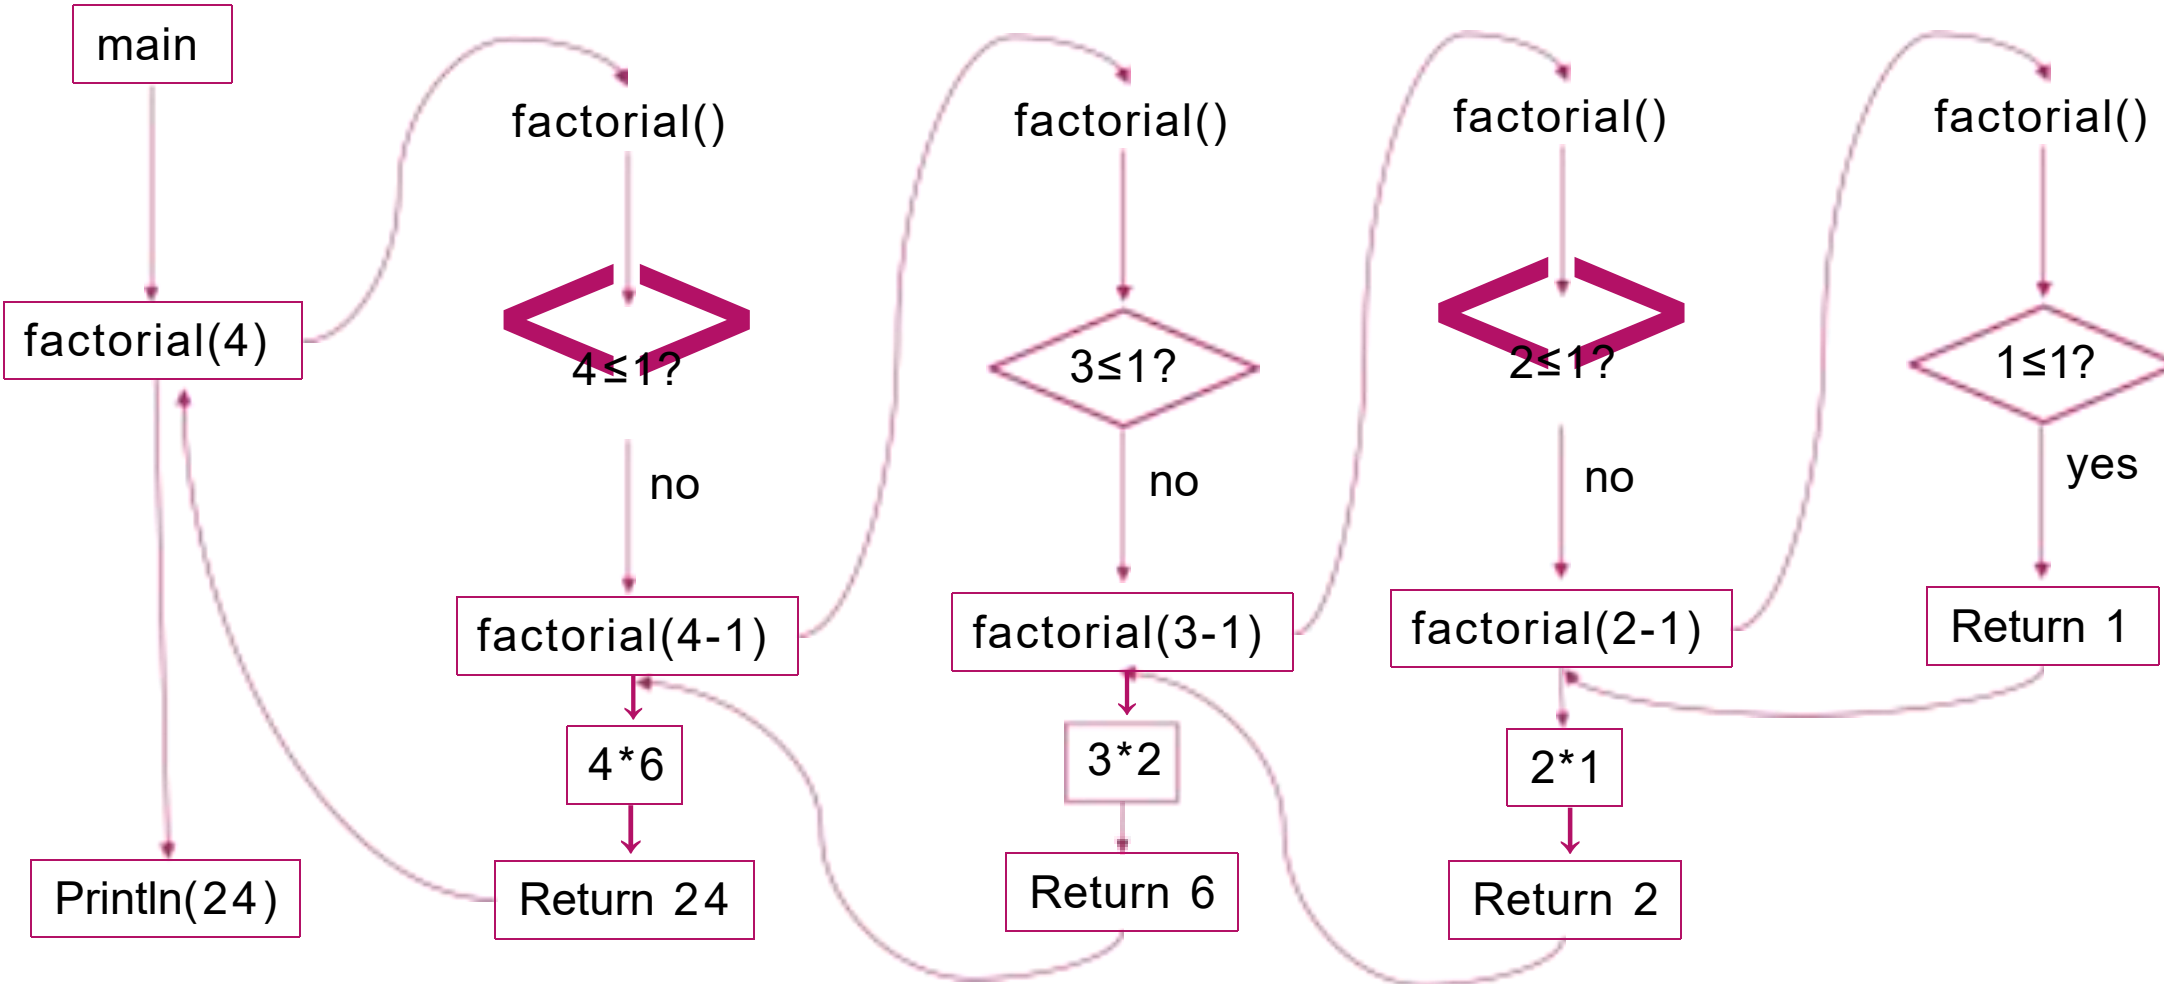 main
factorial(4)
Println(24)
factorial()
4≤1?
no
factorial(4-1)
4*6
Return 24
factorial()
3≤1?
no
factorial(3-1)
3*2
Return 6
factorial()
2≤1?
no
factorial(2-1)
2*1
Return 2
factorial()
1≤1?
yes
Return 1